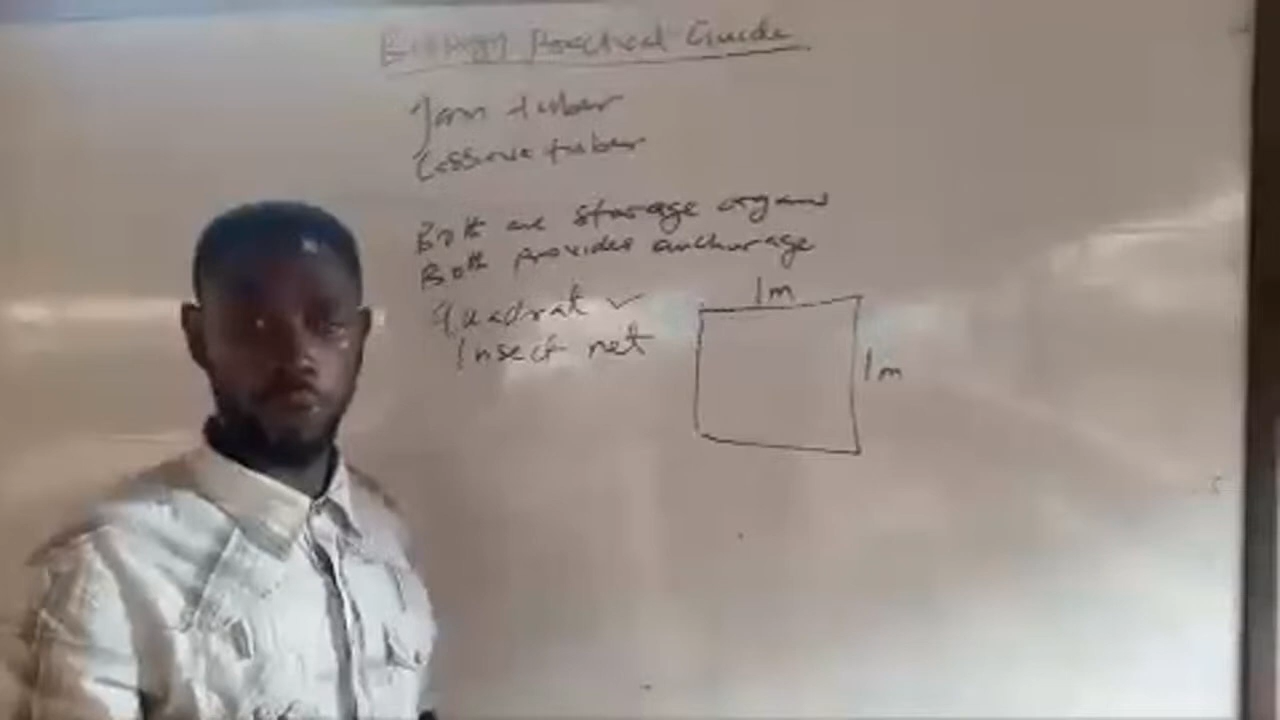 Biology Practical Guide
Yam tuber
Cassava tuber
Both are storage organs
Both provides anchorage
Quadrat ✓
Insect net
1m
1m